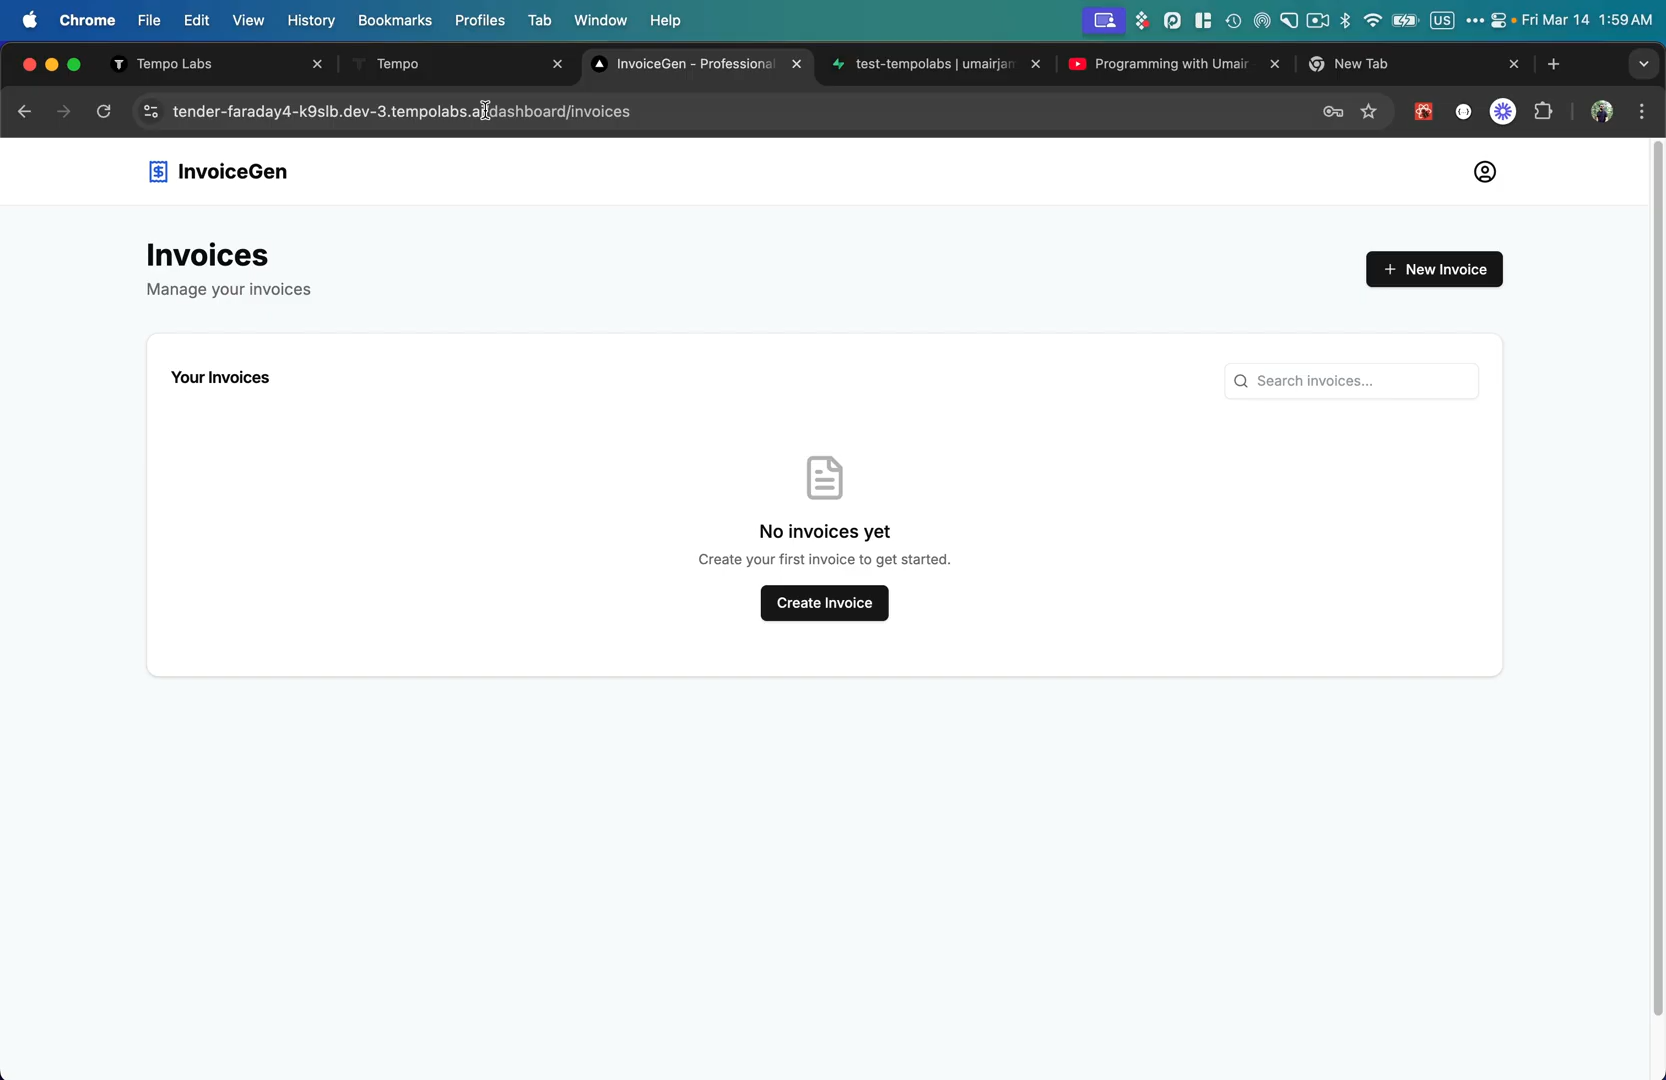 Chrome File Edit View History Bookmarks Profiles Tab Window Help US Fri Mar 14 1:59 AM
Tempo Labs Tempo InvoiceGen - Professional test-tempolabs | umairjam Programming with Umair New Tab
tender-faraday4-k9slb.dev-3.tempolabs.ai/dashboard/invoices
InvoiceGen
Invoices
Manage your invoices
+ New Invoice
Your Invoices
Search invoices...
No invoices yet
Create your first invoice to get started.
Create Invoice